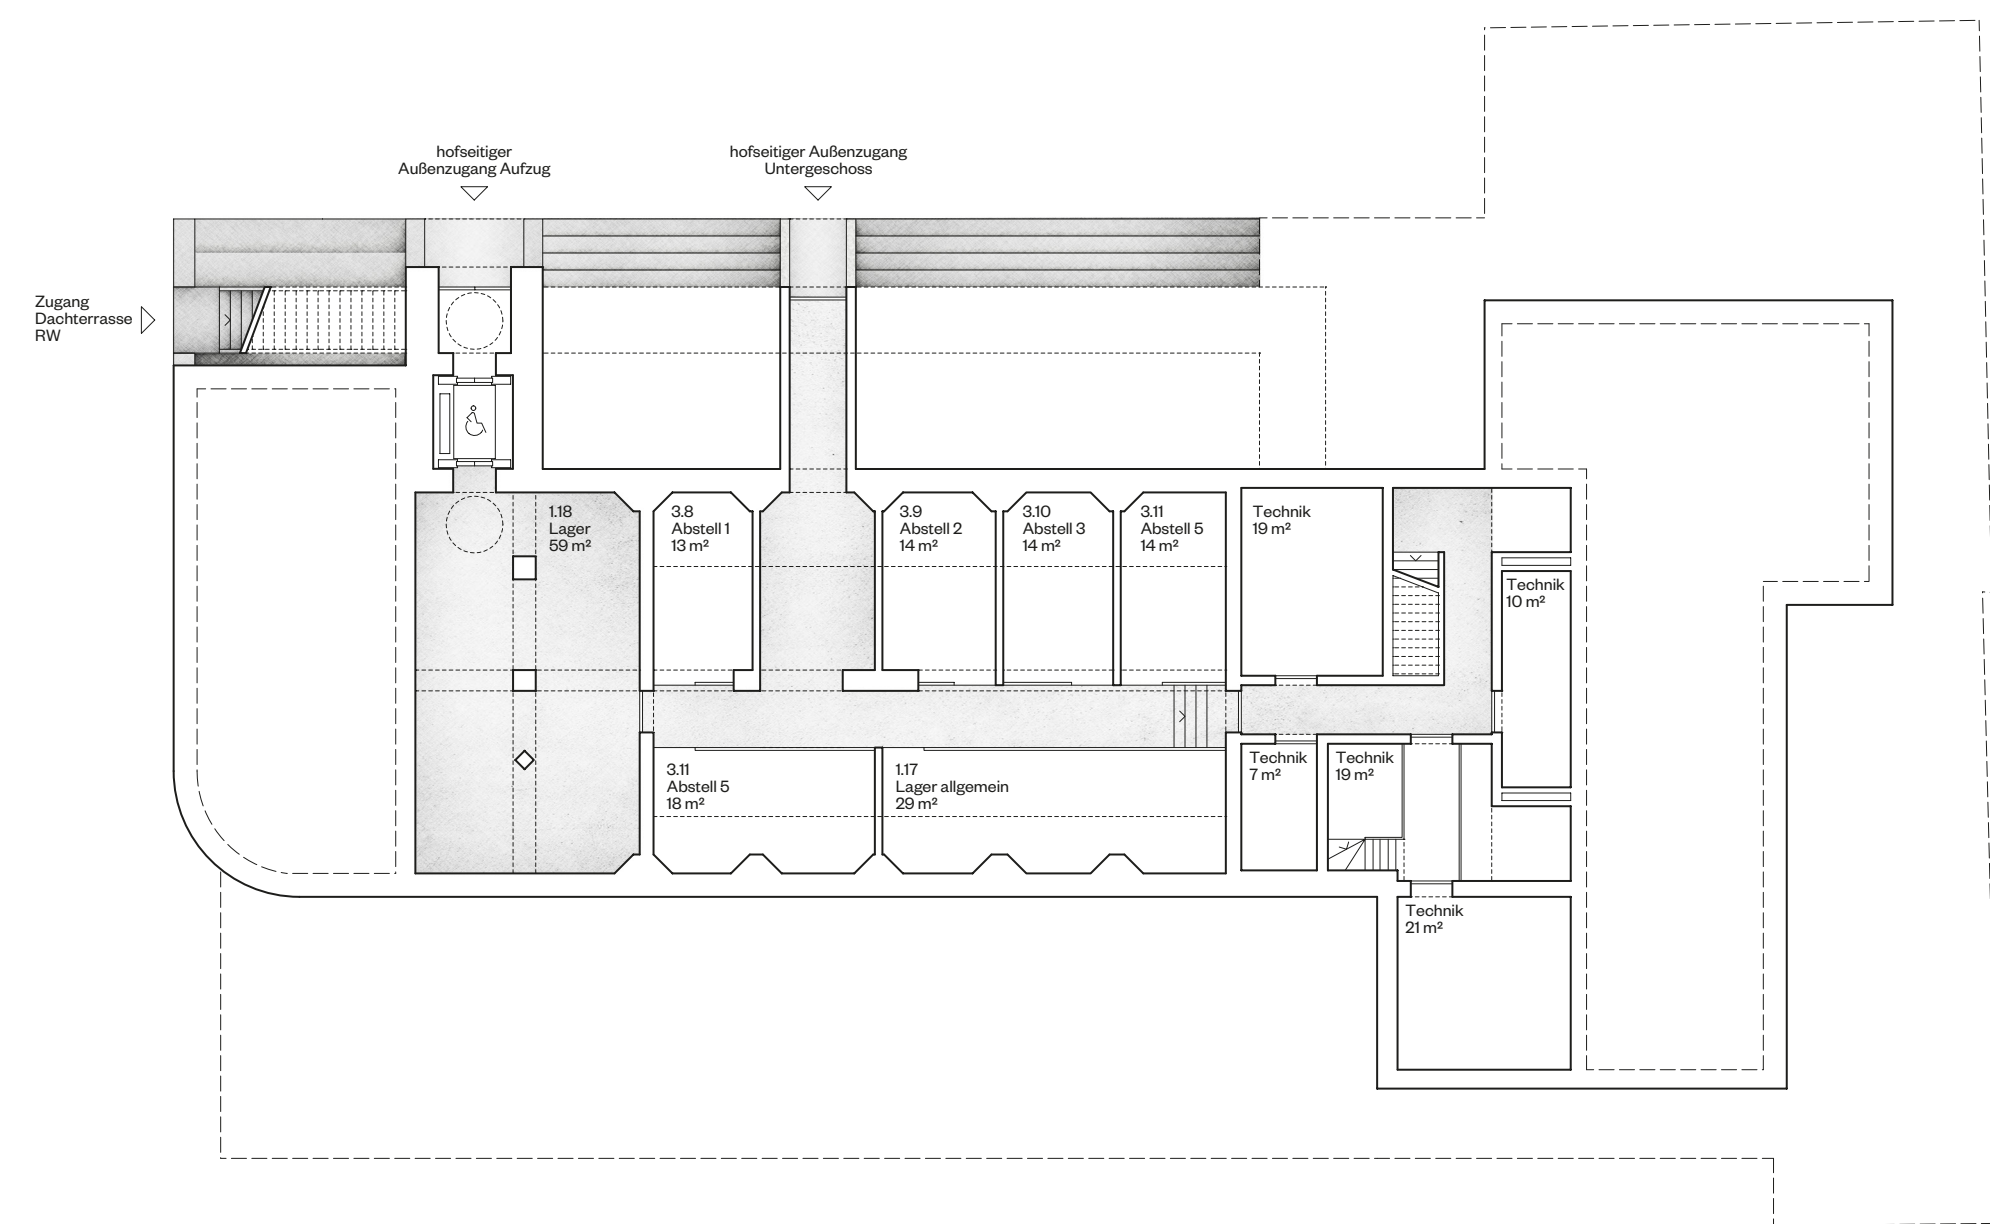 hofseitiger
Außenzugang Aufzug
hofseitiger Außenzugang
Untergeschoss
Zugang
Dachterrasse
RW
1.18
Lager
59 m²
3.8
Abstell 1
13 m²
3.9
Abstell 2
14 m²
3.10
Abstell 3
14 m²
3.11
Abstell 5
14 m²
Technik
19 m²
Technik
10 m²
3.11
Abstell 5
18 m²
1.17
Lager allgemein
29 m²
Technik
7 m²
Technik
19 m²
Technik
21 m²